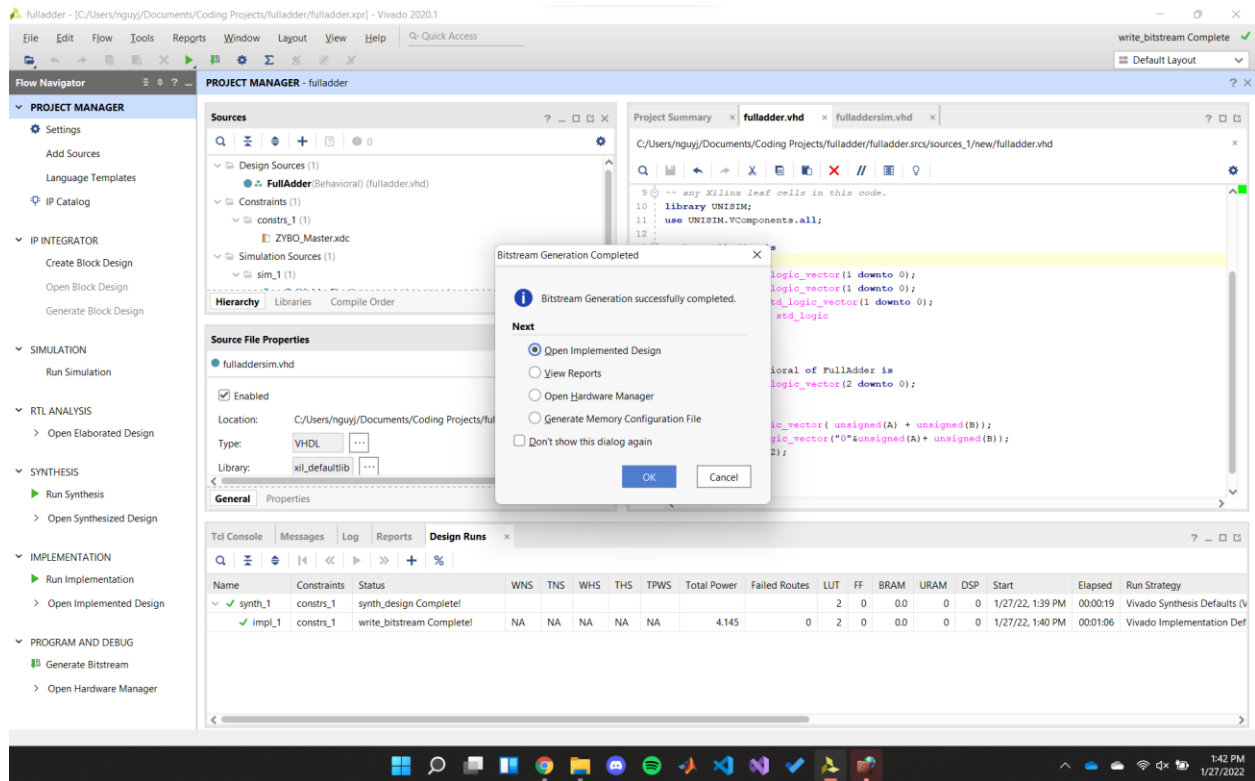 fulladder - [C:/Users/nguyj/Documents/Coding Projects/fulladder/fulladder.xpr] - Vivado 2020.1
File Edit Flow Tools Reports Window Layout View Help Q- Quick Access
write_bitstream Complete
Default Layout
Flow Navigator
PROJECT MANAGER - fulladder
PROJECT MANAGER
Settings
Add Sources
Language Templates
IP Catalog
IP INTEGRATOR
Create Block Design
Open Block Design
Generate Block Design
SIMULATION
Run Simulation
RTL ANALYSIS
Open Elaborated Design
SYNTHESIS
Run Synthesis
Open Synthesized Design
IMPLEMENTATION
Run Implementation
Open Implemented Design
PROGRAM AND DEBUG
Generate Bitstream
Open Hardware Manager
Sources
0
Design Sources (1)
FullAdder(Behavioral) (fulladder.vhd)
Constraints (1)
constrs_1 (1)
ZYBO_Master.xdc
Simulation Sources (1)
sim_1 (1)
Hierarchy Libraries Compile Order
Source File Properties
fulladdersim.vhd
Enabled
Location: C:/Users/nguyj/Documents/Coding Projects/ful
Type: VHDL
Library: xil_defaultlib
General Properties
Project Summary fulladder.vhd fulladdersim.vhd
C:/Users/nguyj/Documents/Coding Projects/fulladder/fulladder.srcs/sources_1/new/fulladder.vhd
9 -- any Xilinx leaf cells in this code.
10 library UNISIM;
11 use UNISIM.VComponents.all;
12
s
logic_vector(1 downto 0);
logic_vector(1 downto 0);
td_logic_vector(1 downto 0);
std_logic
ioral of FullAdder is
logic_vector(2 downto 0);
ic_vector( unsigned(A) + unsigned(B));
gic_vector("0"&unsigned(A)+ unsigned(B));
2);
Bitstream Generation Completed
Bitstream Generation successfully completed.
Next
Open Implemented Design
View Reports
Open Hardware Manager
Generate Memory Configuration File
Don't show this dialog again
OK Cancel
Tcl Console Messages Log Reports Design Runs
Name Constraints Status WNS TNS WHS THS TPWS Total Power Failed Routes LUT FF BRAM URAM DSP Start Elapsed Run Strategy
synth_1 constrs_1 synth_design Complete! 2 0 0.0 0 0 1/27/22, 1:39 PM 00:00:19 Vivado Synthesis Defaults (V
impl_1 constrs_1 write_bitstream Complete! NA NA NA NA NA 4.145 0 2 0 0.0 0 0 1/27/22, 1:40 PM 00:01:06 Vivado Implementation Def
1:42 PM
1/27/2022